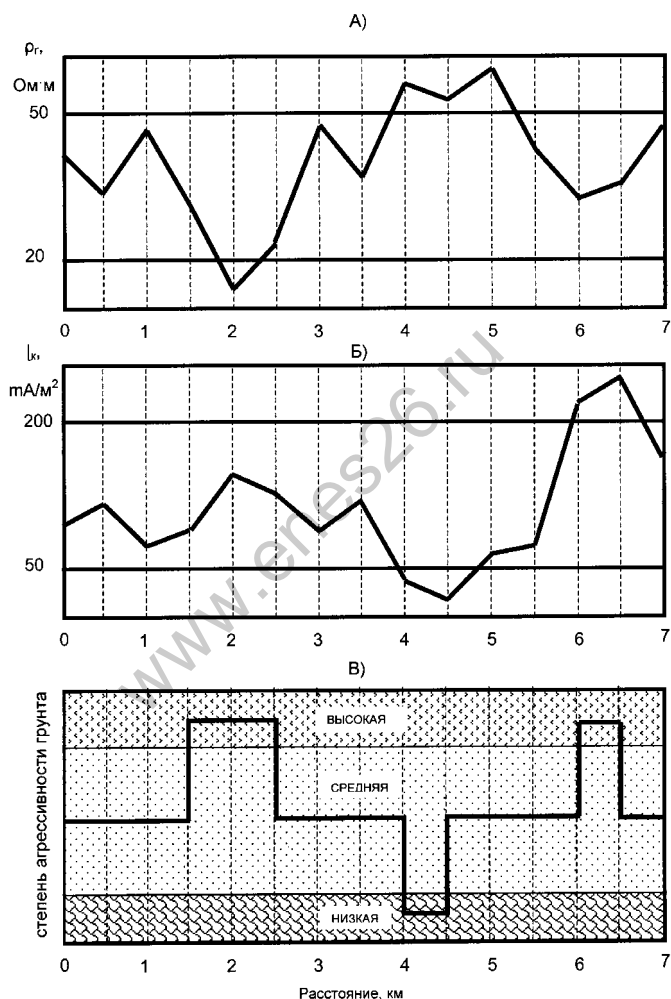 А)
ρг,
Ом·м
50
20
0 1 2 3 4 5 6 7
Б)
jк,
mA/м²
200
50
0 1 2 3 4 5 6 7
В)
степень агрессивности грунта
ВЫСОКАЯ
СРЕДНЯЯ
НИЗКАЯ
0 1 2 3 4 5 6 7
Расстояние, км
www.enes26.ru